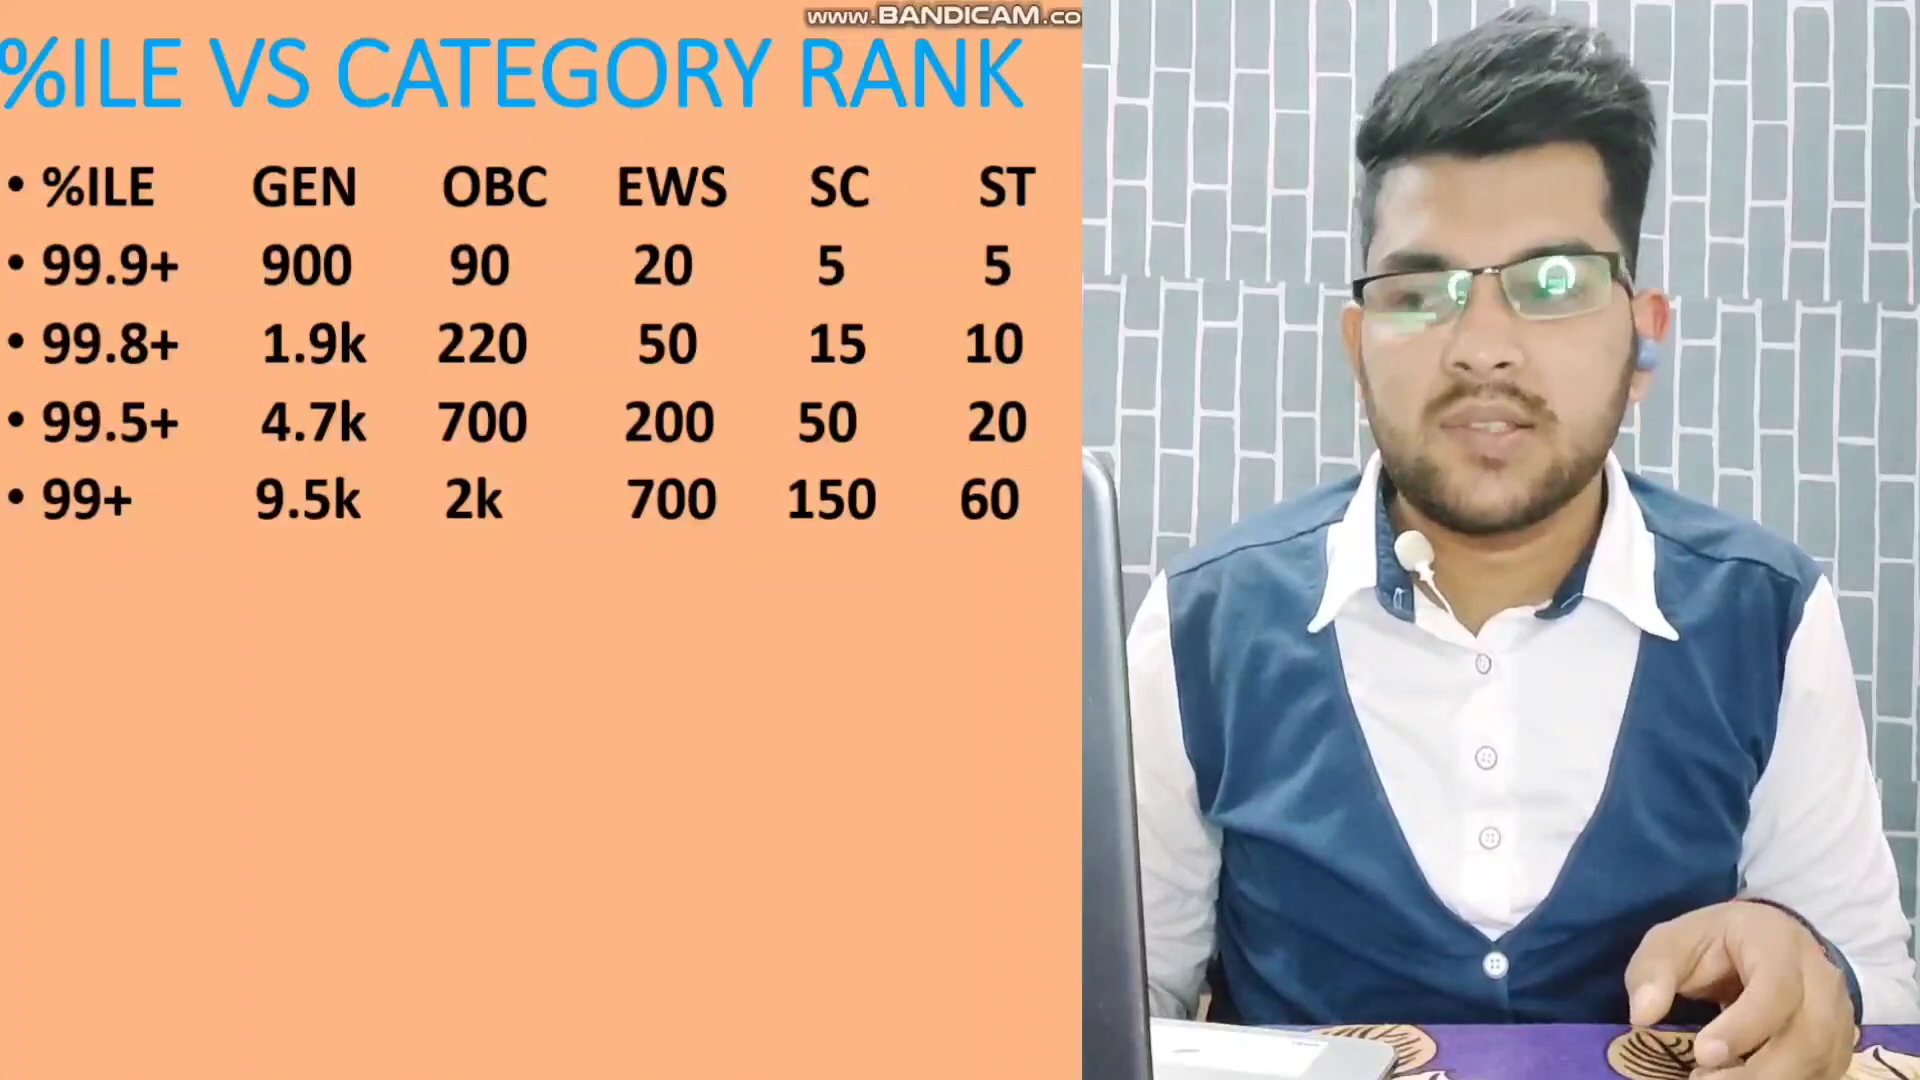 www.BANDICAM.co
%ILE VS CATEGORY RANK
• %ILE GEN OBC EWS SC ST
• 99.9+ 900 90 20 5 5
• 99.8+ 1.9k 220 50 15 10
• 99.5+ 4.7k 700 200 50 20
• 99+ 9.5k 2k 700 150 60